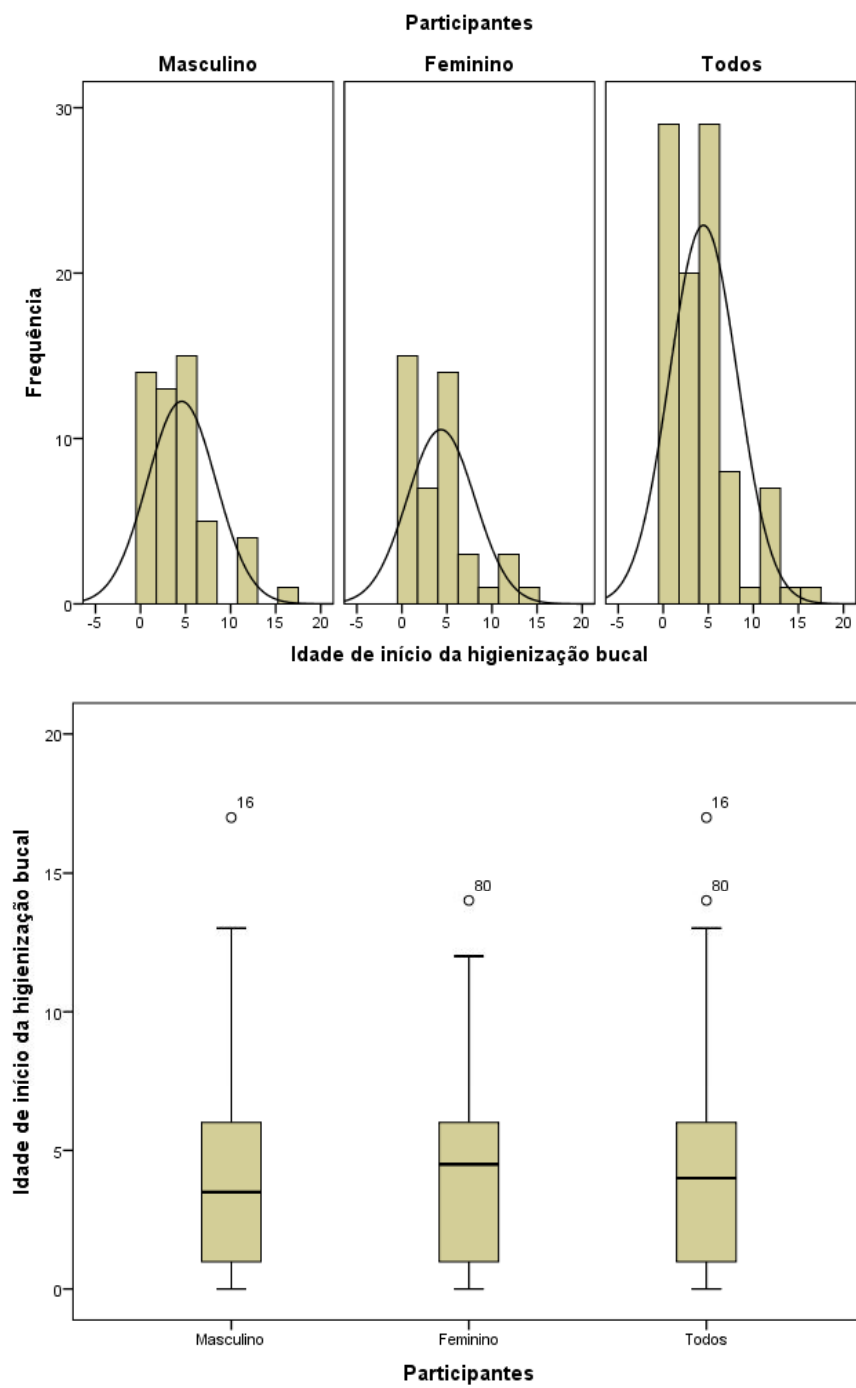 Participantes
Masculino Feminino Todos
30
20
10
0
Frequência
-5 0 5 10 15 20 -5 0 5 10 15 20 -5 0 5 10 15 20
Idade de início da higienização bucal
20
15
10
5
0
Idade de início da higienização bucal
16 80 16
80
Masculino Feminino Todos
Participantes